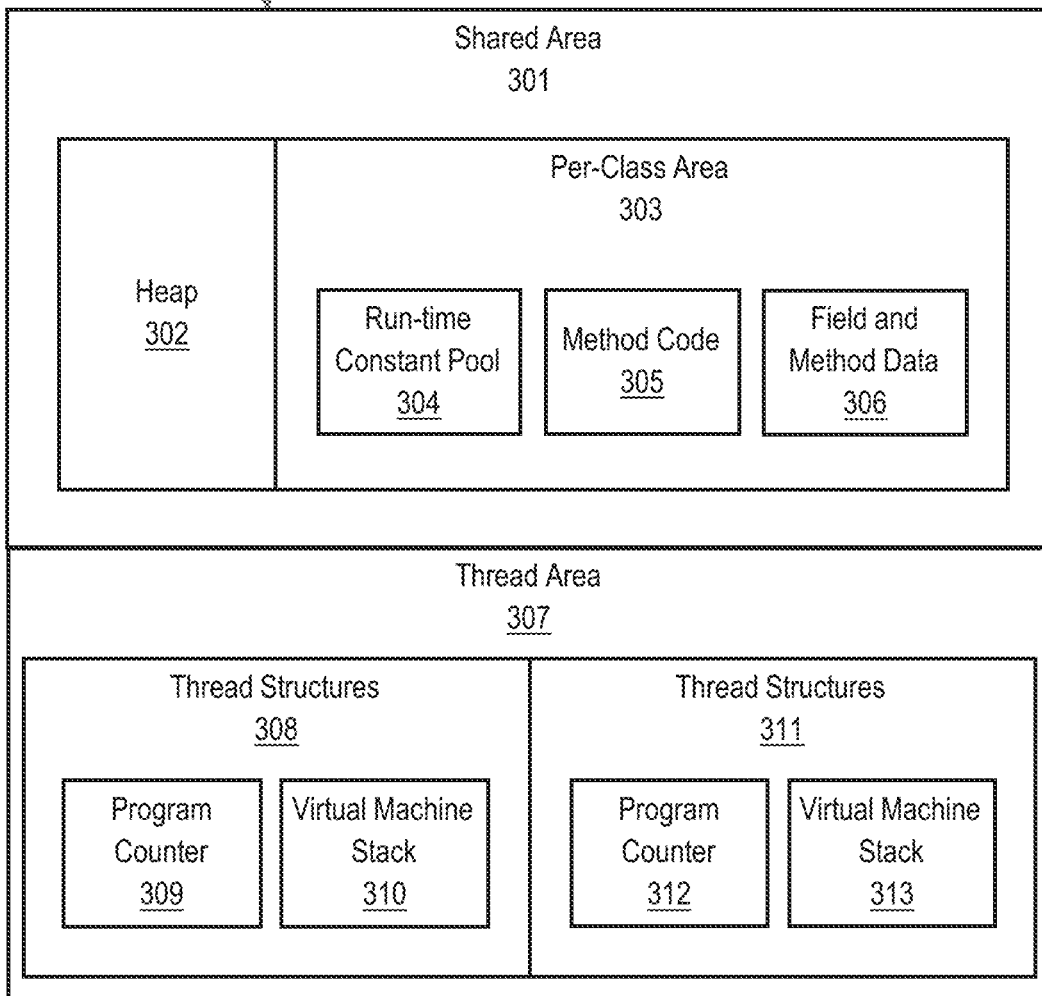 Shared Area
301
Per-Class Area
303
Heap
302
Run-time
Constant Pool
304
Method Code
305
Field and
Method Data
306
Thread Area
307
Thread Structures
308
Program
Counter
309
Virtual Machine
Stack
310
Thread Structures
311
Program
Counter
312
Virtual Machine
Stack
313